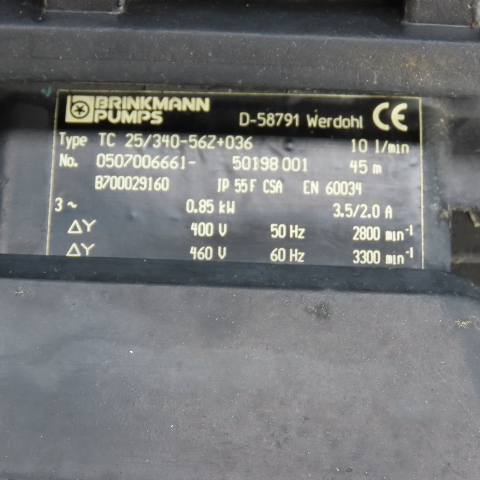 BRINKMANN PUMPS D-58791 Werdohl CE
Type TC 25/340-56Z+036 10 l/min
No. 0507006661- 50198 001 45 m
B700029160 IP 55 F CSA EN 60034
3 ~ 0.85 kW 3.5/2.0 A
ΔY 400 V 50 Hz 2800 min⁻¹
ΔY 460 V 60 Hz 3300 min⁻¹